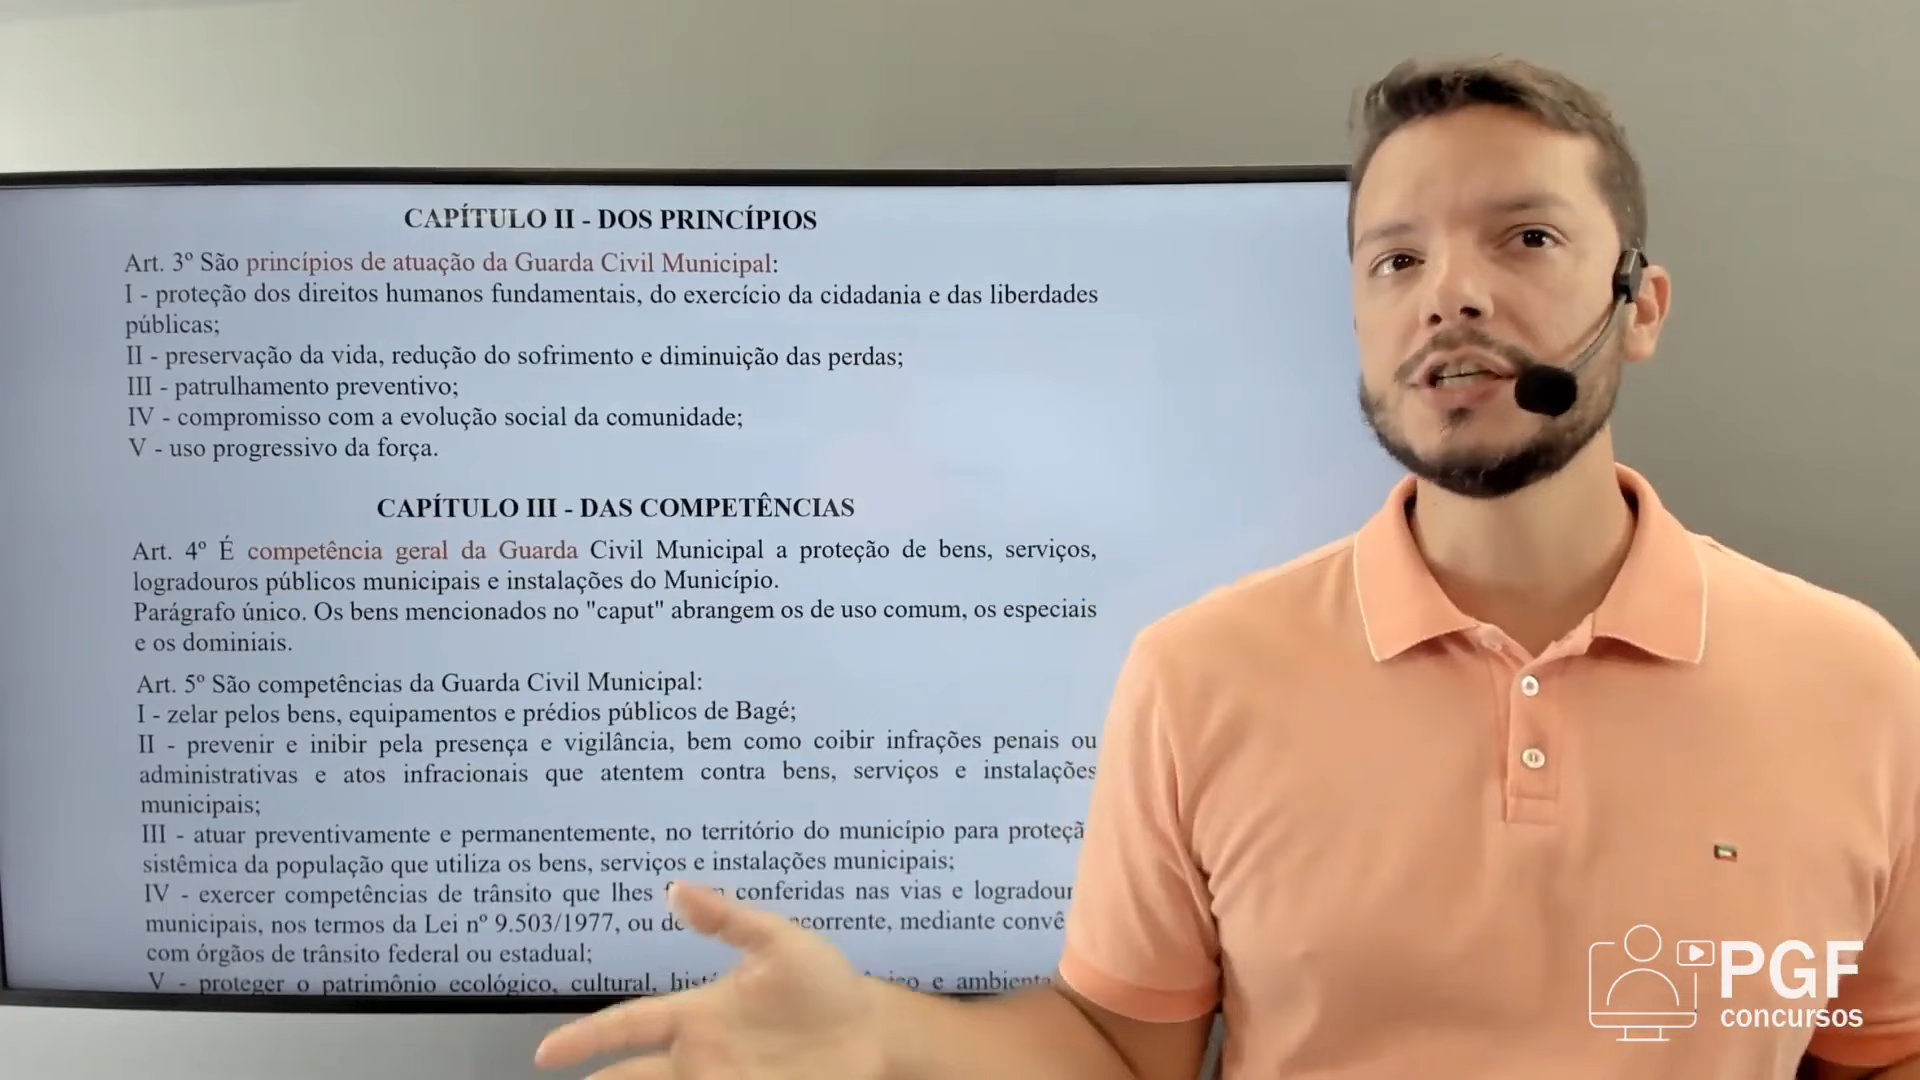 CAPÍTULO II - DOS PRINCÍPIOS
Art. 3º São princípios de atuação da Guarda Civil Municipal:
I - proteção dos direitos humanos fundamentais, do exercício da cidadania e das liberdades
públicas;
II - preservação da vida, redução do sofrimento e diminuição das perdas;
III - patrulhamento preventivo;
IV - compromisso com a evolução social da comunidade;
V - uso progressivo da força.
CAPÍTULO III - DAS COMPETÊNCIAS
Art. 4º É competência geral da Guarda Civil Municipal a proteção de bens, serviços,
logradouros públicos municipais e instalações do Município.
Parágrafo único. Os bens mencionados no "caput" abrangem os de uso comum, os especiais
e os dominiais.
Art. 5º São competências da Guarda Civil Municipal:
I - zelar pelos bens, equipamentos e prédios públicos de Bagé;
II - prevenir e inibir pela presença e vigilância, bem como coibir infrações penais ou
administrativas e atos infracionais que atentem contra bens, serviços e instalações
municipais;
III - atuar preventivamente e permanentemente, no território do município para
sistêmica da população que utiliza os bens, serviços e instalações municipais;
IV - exercer competências de trânsito que lhes conferidas nas vias e
municipais, nos termos da Lei nº 9.503/1977, ou mediante
com órgãos de trânsito federal ou estadual;
V - proteger o patrimônio ecológico, cultural, e
PGF
concursos